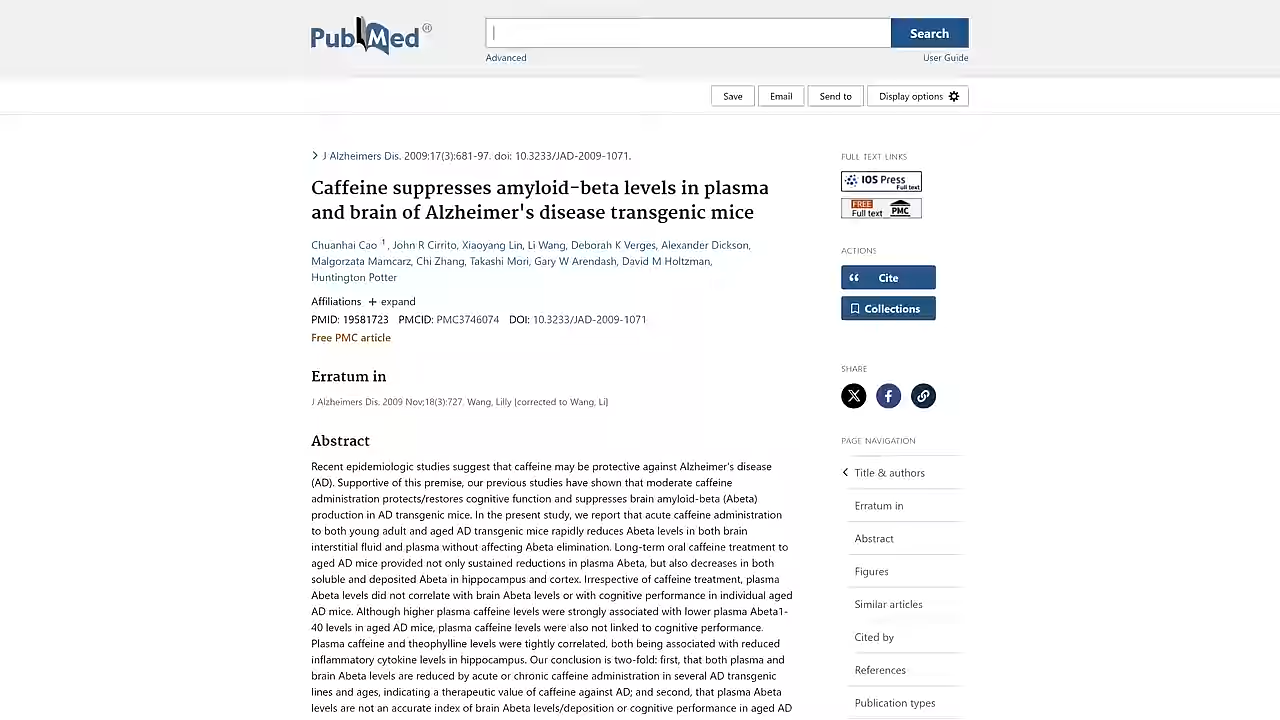 PubMed®
Search
Advanced
User Guide
Save
Email
Send to
Display options
J Alzheimers Dis. 2009:17(3):681-97. doi: 10.3233/JAD-2009-1071.
Caffeine suppresses amyloid-beta levels in plasma
and brain of Alzheimer's disease transgenic mice
Chuanhai Cao 1, John R Cirrito, Xiaoyang Lin, Li Wang, Deborah K Verges, Alexander Dickson,
Malgorzata Mamcarz, Chi Zhang, Takashi Mori, Gary W Arendash, David M Holtzman,
Huntington Potter
Affiliations + expand
PMID: 19581723 PMCID: PMC3746074 DOI: 10.3233/JAD-2009-1071
Free PMC article
Erratum in
J Alzheimers Dis. 2009 Nov;18(3):727. Wang, Lilly [corrected to Wang, Li]
Abstract
Recent epidemiologic studies suggest that caffeine may be protective against Alzheimer's disease
(AD). Supportive of this premise, our previous studies have shown that moderate caffeine
administration protects/restores cognitive function and suppresses brain amyloid-beta (Abeta)
production in AD transgenic mice. In the present study, we report that acute caffeine administration
to both young adult and aged AD transgenic mice rapidly reduces Abeta levels in both brain
interstitial fluid and plasma without affecting Abeta elimination. Long-term oral caffeine treatment to
aged AD mice provided not only sustained reductions in plasma Abeta, but also decreases in both
soluble and deposited Abeta in hippocampus and cortex. Irrespective of caffeine treatment, plasma
Abeta levels did not correlate with brain Abeta levels or with cognitive performance in individual aged
AD mice. Although higher plasma caffeine levels were strongly associated with lower plasma Abeta1-
40 levels in aged AD mice, plasma caffeine levels were also not linked to cognitive performance.
Plasma caffeine and theophylline levels were tightly correlated, both being associated with reduced
inflammatory cytokine levels in hippocampus. Our conclusion is two-fold: first, that both plasma and
brain Abeta levels are reduced by acute or chronic caffeine administration in several AD transgenic
lines and ages, indicating a therapeutic value of caffeine against AD; and second, that plasma Abeta
levels are not an accurate index of brain Abeta levels/deposition or cognitive performance in aged AD
FULL TEXT LINKS
IOS Press
Full text
FREE
Full text PMC
ACTIONS
Cite
Collections
SHARE
PAGE NAVIGATION
Title & authors
Erratum in
Abstract
Figures
Similar articles
Cited by
References
Publication types